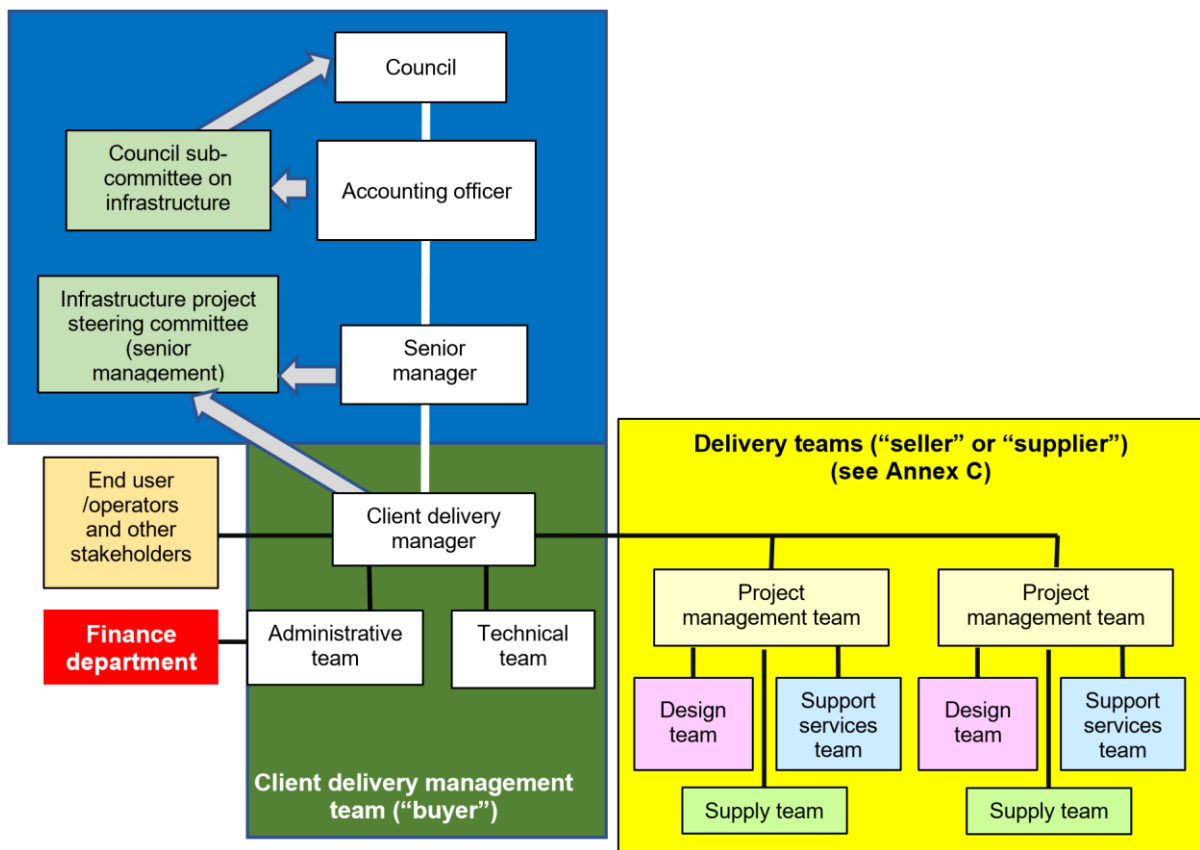 Council
Council sub-
committee on
infrastructure
Accounting officer
Infrastructure project
steering committee
(senior
management)
Senior
manager
Delivery teams (“seller” or “supplier”)
(see Annex C)
End user
/operators
and other
stakeholders
Client delivery
manager
Project
management team
Project
management team
Finance
department
Administrative
team
Technical
team
Design
team
Support
services
team
Design
team
Support
services
team
Client delivery management
team (“buyer”)
Supply team
Supply team